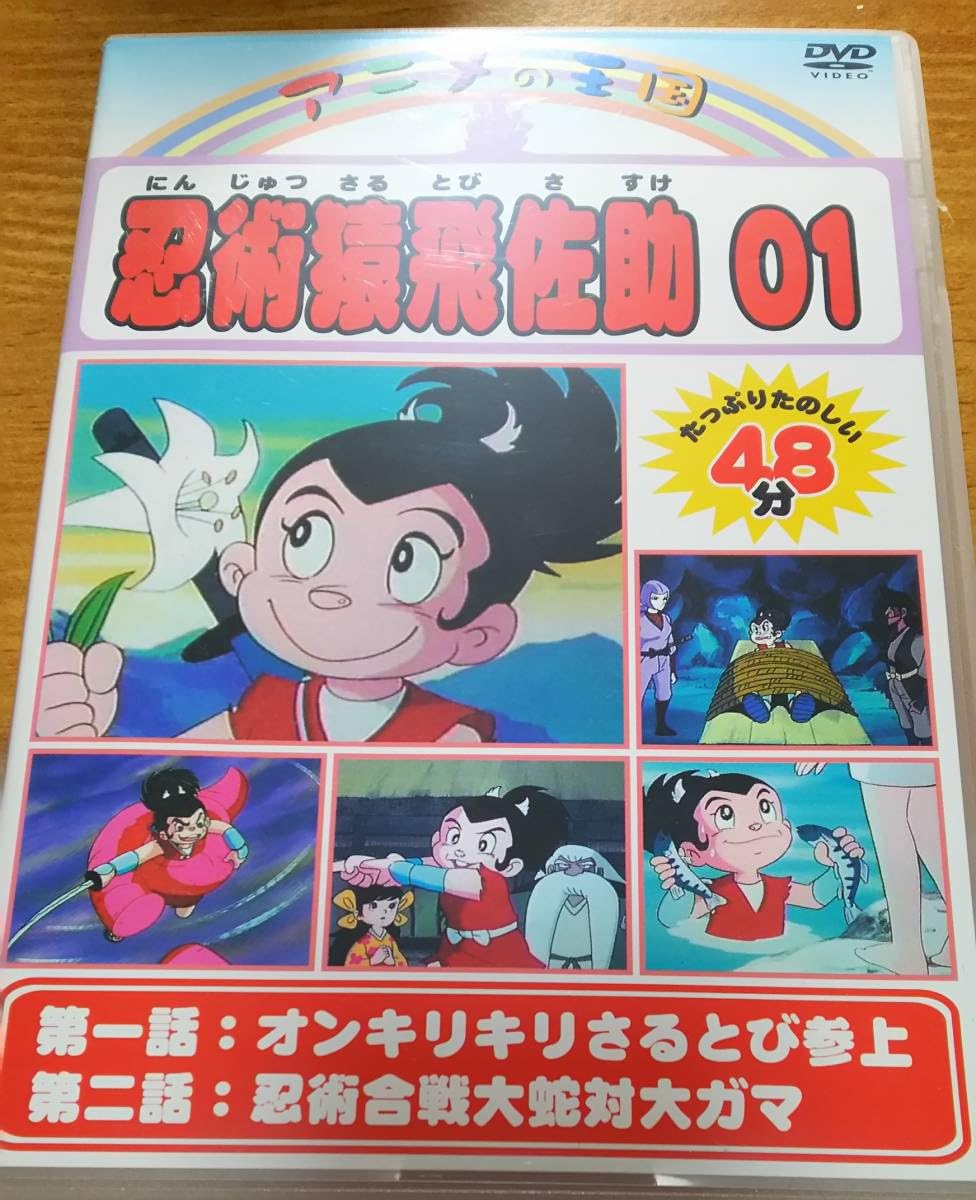 DVD
VIDEO
アニメの王国
にん じゅつ さる とび さ すけ
忍術猿飛佐助 01
たっぷりたのしい
48
分
第一話：オンキリキリさるとび参上
第二話：忍術合戦大蛇対大ガマ